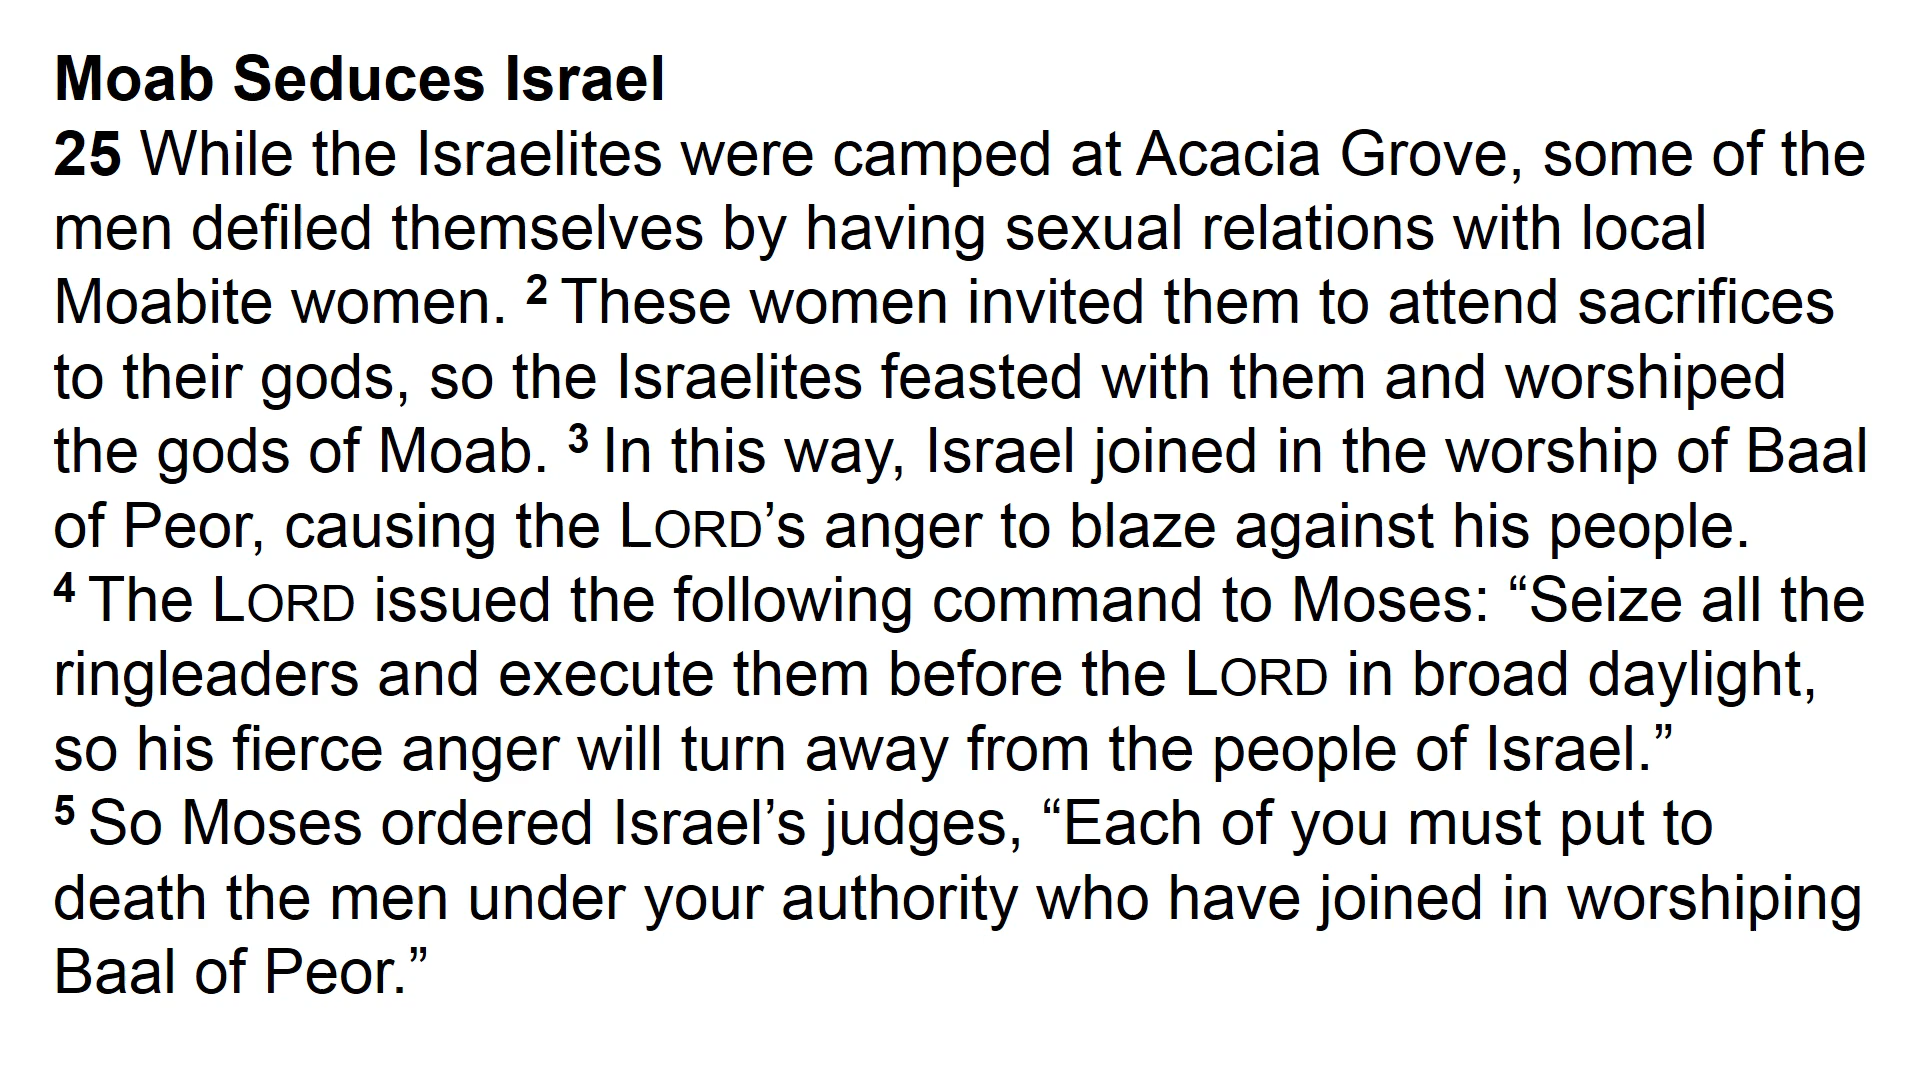 Moab Seduces Israel
25 While the Israelites were camped at Acacia Grove, some of the
men defiled themselves by having sexual relations with local
Moabite women. 2 These women invited them to attend sacrifices
to their gods, so the Israelites feasted with them and worshiped
the gods of Moab. 3 In this way, Israel joined in the worship of Baal
of Peor, causing the LORD’s anger to blaze against his people.
4 The LORD issued the following command to Moses: “Seize all the
ringleaders and execute them before the LORD in broad daylight,
so his fierce anger will turn away from the people of Israel.”
5 So Moses ordered Israel’s judges, “Each of you must put to
death the men under your authority who have joined in worshiping
Baal of Peor.”